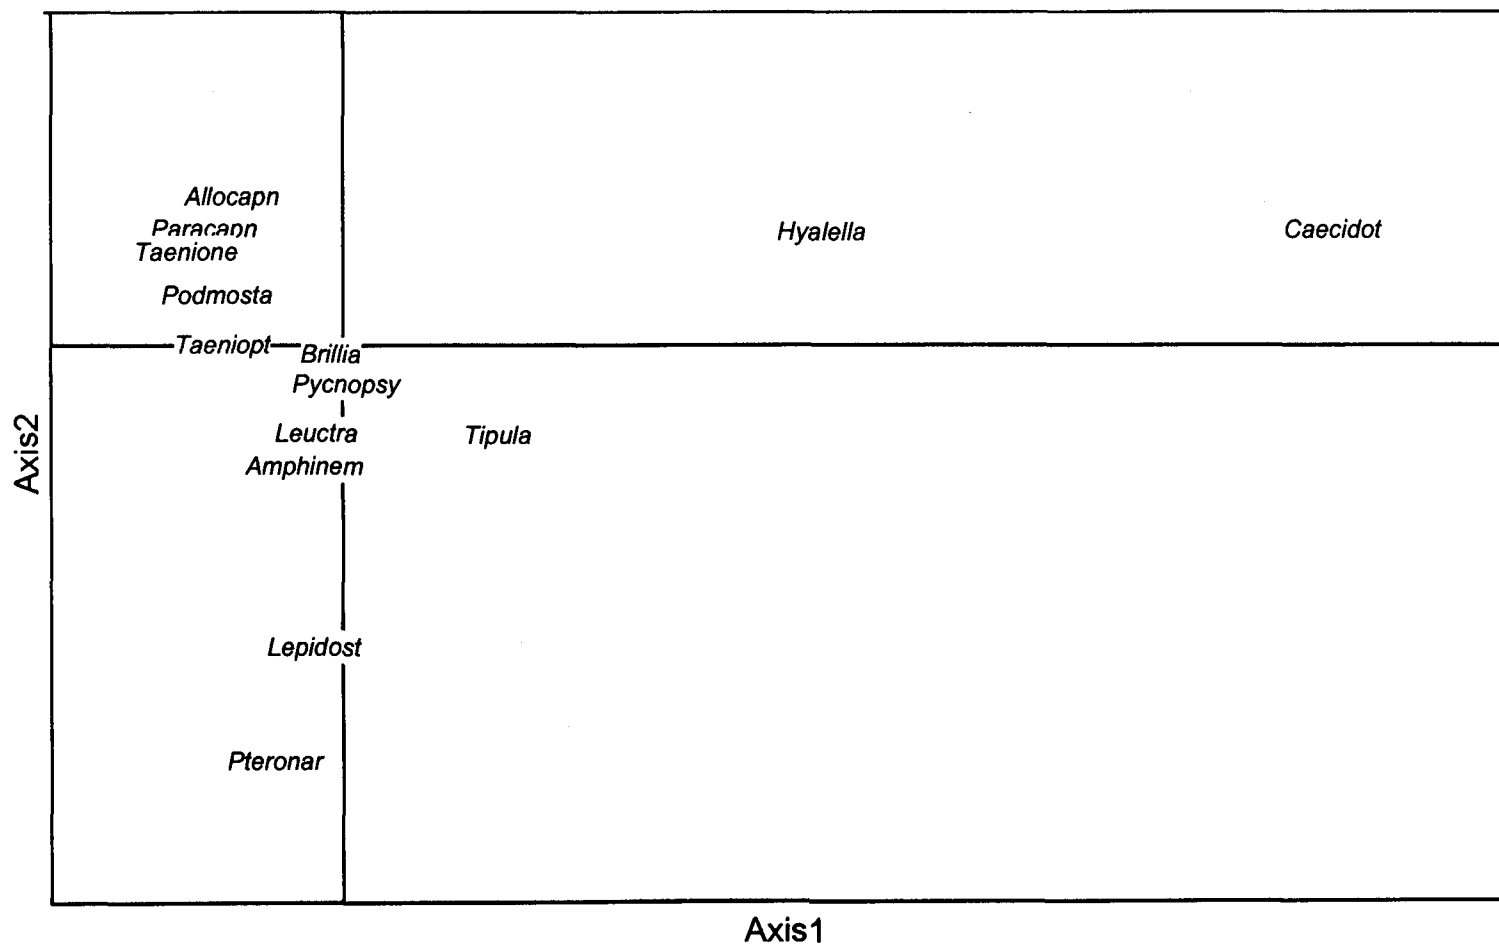 Allocapn
Paracapn
Hyalella
Caecidot
Taenione
Podmosta
Taeniopt
Brillia
Pycnopsy
Leuctra
Tipula
Amphinem
Axis2
Lepidost
Pteronar
Axis1